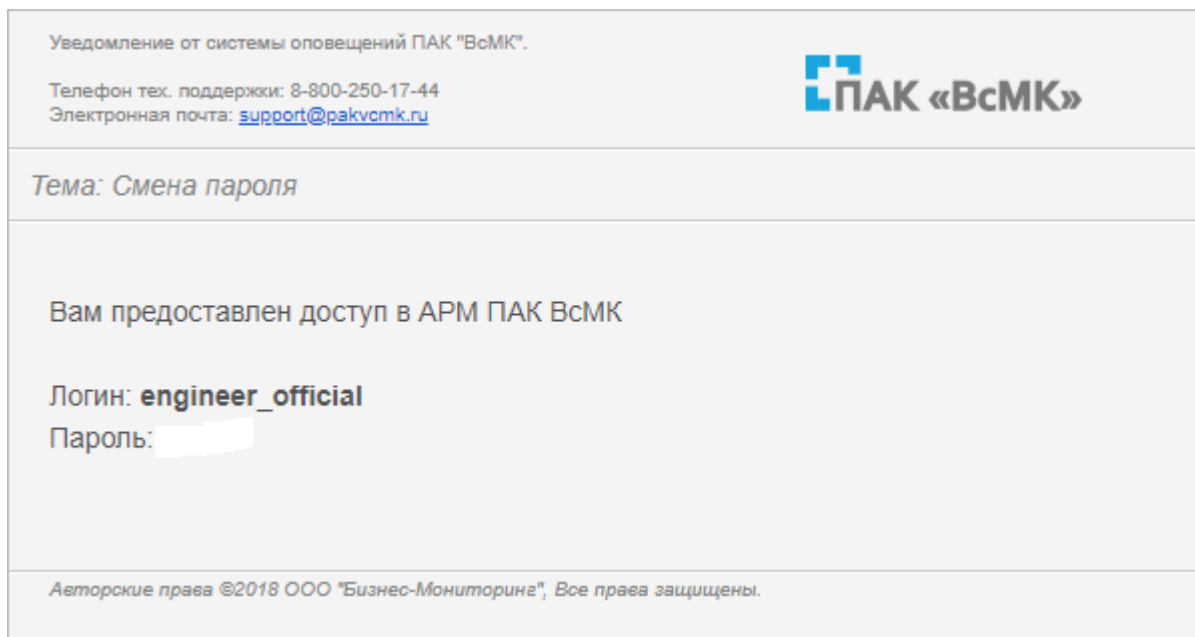 Уведомление от системы оповещений ПАК "ВсМК".
ПАК «ВсМК»
Телефон тех. поддержки: 8-800-250-17-44
Электронная почта: support@pakvcmk.ru
Тема: Смена пароля
Вам предоставлен доступ в АРМ ПАК ВсМК
Логин: engineer_official
Пароль:
Авторские права ©2018 ООО "Бизнес-Мониторинг", Все права защищены.